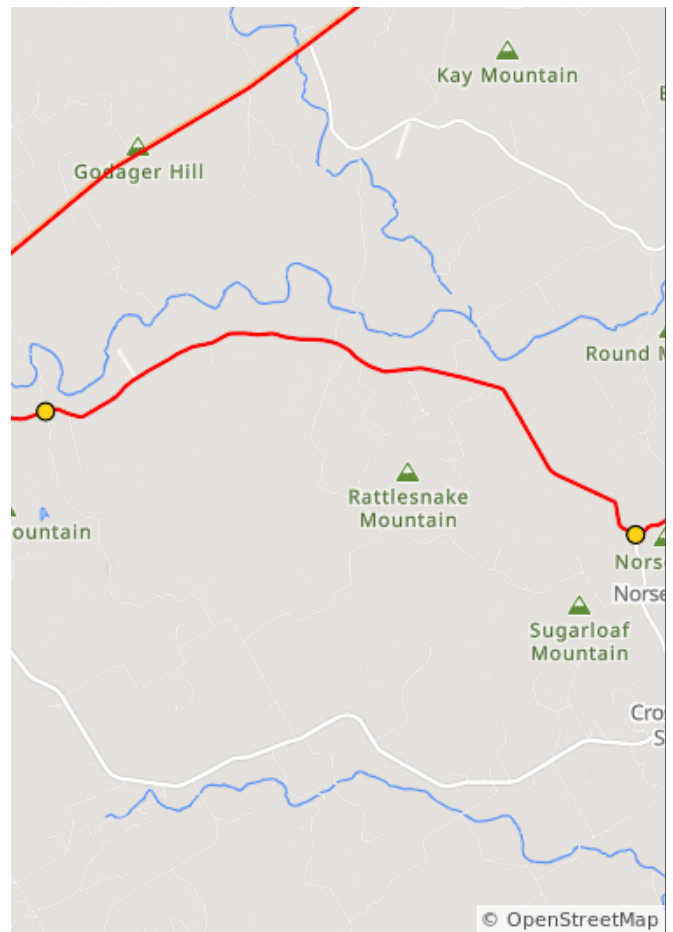 Kay Mountain
E
Godager Hill
Round M
Rattlesnake
Mountain
ountain
Nors
Norse
Sugarloaf
Mountain
Cro
S
© OpenStreetMap